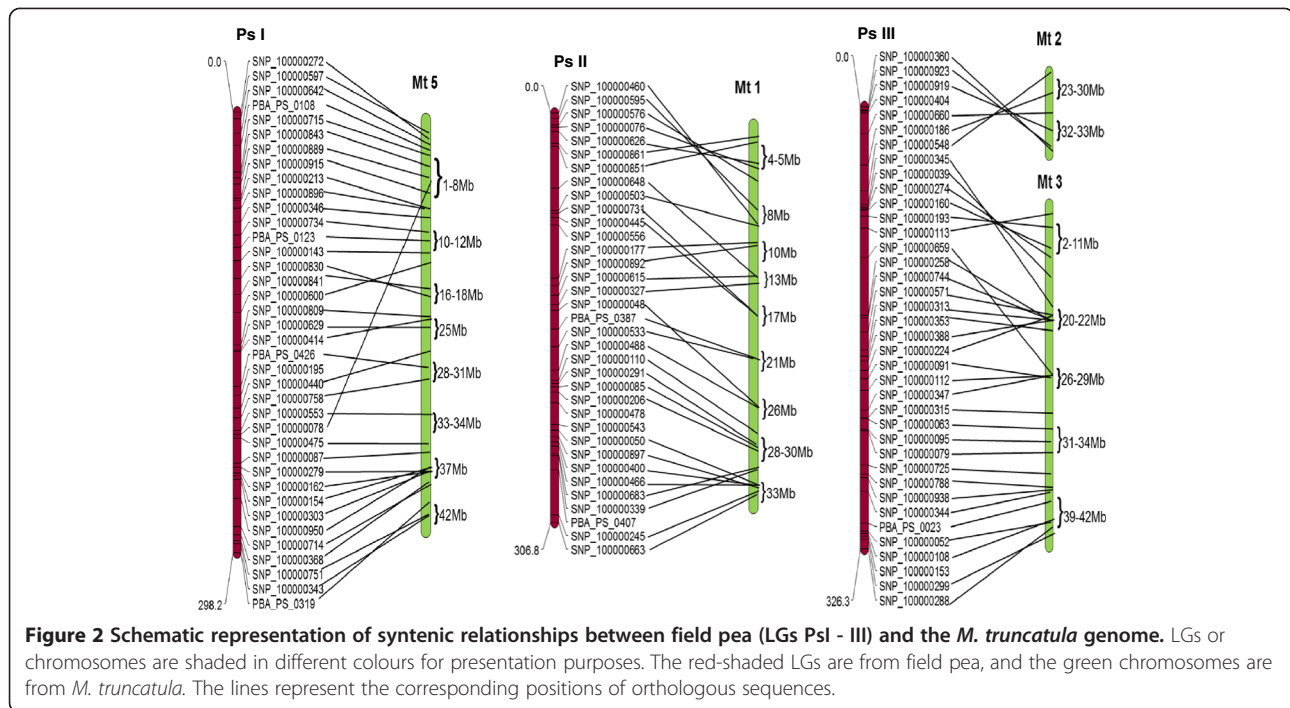 Ps I
0.0
SNP_100000272
SNP_100000597
SNP_100000642
PBA_PS_0108
SNP_100000715
SNP_100000843
SNP_100000889
SNP_100000915
SNP_100000213
SNP_100000896
SNP_100000346
SNP_100000734
PBA_PS_0123
SNP_100000143
SNP_100000830
SNP_100000841
SNP_100000600
SNP_100000809
SNP_100000629
SNP_100000414
PBA_PS_0426
SNP_100000195
SNP_100000440
SNP_100000758
SNP_100000553
SNP_100000078
SNP_100000475
SNP_100000087
SNP_100000279
SNP_100000162
SNP_100000154
SNP_100000303
SNP_100000950
SNP_100000714
SNP_100000368
SNP_100000751
SNP_100000343
PBA_PS_0319
298.2
Mt 5
1-8Mb
10-12Mb
16-18Mb
25Mb
28-31Mb
33-34Mb
37Mb
42Mb
Ps II
0.0
SNP_100000460
SNP_100000595
SNP_100000576
SNP_100000076
SNP_100000626
SNP_100000861
SNP_100000851
SNP_100000648
SNP_100000503
SNP_100000731
SNP_100000445
SNP_100000556
SNP_100000177
SNP_100000892
SNP_100000615
SNP_100000327
SNP_100000048
PBA_PS_0387
SNP_100000533
SNP_100000488
SNP_100000110
SNP_100000291
SNP_100000085
SNP_100000206
SNP_100000478
SNP_100000543
SNP_100000050
SNP_100000897
SNP_100000400
SNP_100000466
SNP_100000683
SNP_100000339
PBA_PS_0407
SNP_100000245
SNP_100000663
306.8
Mt 1
4-5Mb
8Mb
10Mb
13Mb
17Mb
21Mb
26Mb
28-30Mb
33Mb
Ps III
0.0
SNP_100000360
SNP_100000923
SNP_100000919
SNP_100000404
SNP_100000660
SNP_100000186
SNP_100000548
SNP_100000345
SNP_100000039
SNP_100000274
SNP_100000160
SNP_100000193
SNP_100000113
SNP_100000659
SNP_100000258
SNP_100000744
SNP_100000571
SNP_100000313
SNP_100000353
SNP_100000388
SNP_100000224
SNP_100000091
SNP_100000112
SNP_100000347
SNP_100000315
SNP_100000063
SNP_100000095
SNP_100000079
SNP_100000725
SNP_100000788
SNP_100000938
SNP_100000344
PBA_PS_0023
SNP_100000052
SNP_100000108
SNP_100000153
SNP_100000299
SNP_100000288
326.3
Mt 2
23-30Mb
32-33Mb
Mt 3
2-11Mb
20-22Mb
26-29Mb
31-34Mb
39-42Mb
Figure 2 Schematic representation of syntenic relationships between field pea (LGs PsI - III) and the M. truncatula genome. LGs or
chromosomes are shaded in different colours for presentation purposes. The red-shaded LGs are from field pea, and the green chromosomes are
from M. truncatula. The lines represent the corresponding positions of orthologous sequences.